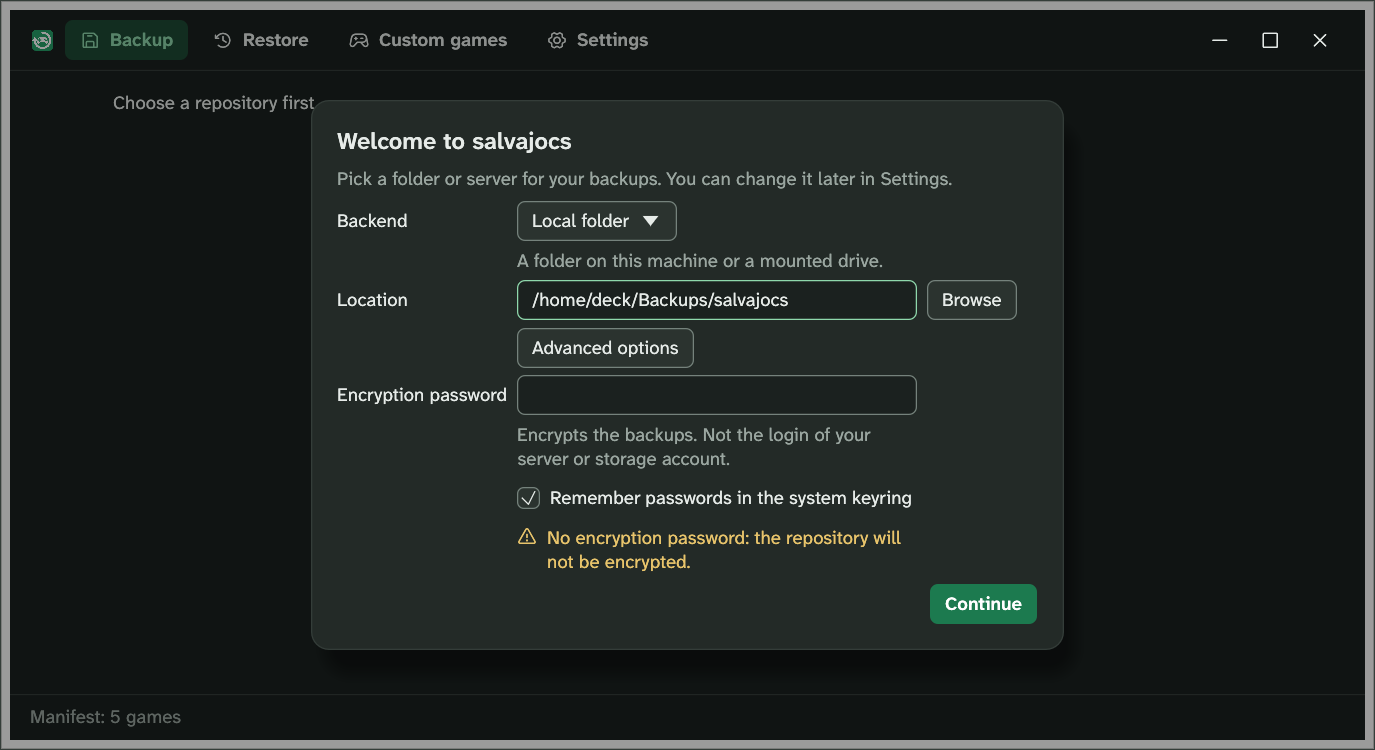 Backup
Restore
Custom games
Settings
Choose a repository first
Welcome to salvajocs
Pick a folder or server for your backups. You can change it later in Settings.
Backend
Local folder
A folder on this machine or a mounted drive.
Location
/home/deck/Backups/salvajocs
Browse
Advanced options
Encryption password
Encrypts the backups. Not the login of your
server or storage account.
Remember passwords in the system keyring
No encryption password: the repository will
not be encrypted.
Continue
Manifest: 5 games